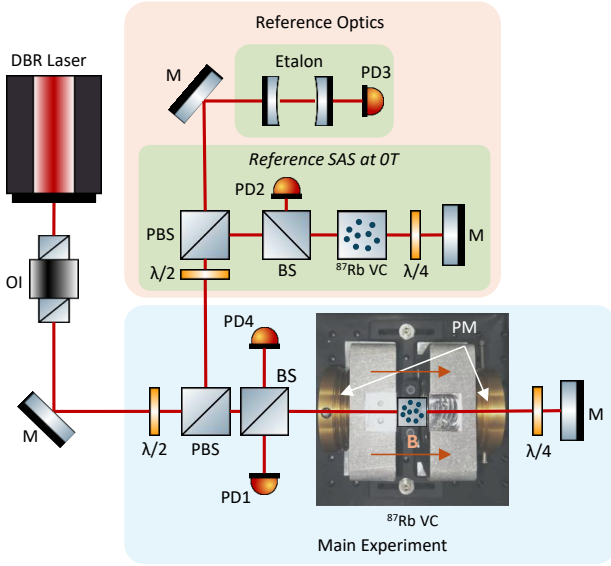 Reference Optics
DBR Laser
M
Etalon
PD3
Reference SAS at 0T
PD2
PBS
BS
⁸⁷Rb VC
λ/4
M
λ/2
OI
PD4
PM
BS
M
λ/2
PBS
B
λ/4
M
PD1
⁸⁷Rb VC
Main Experiment